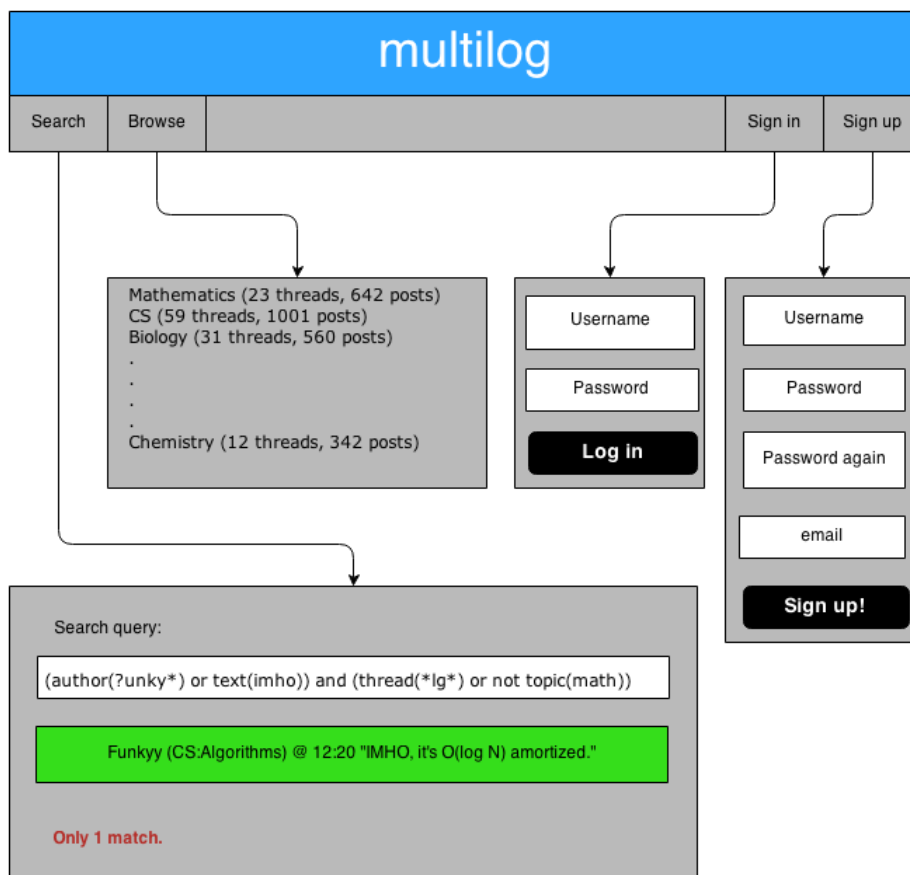 multilog
Search
Browse
Sign in
Sign up
Mathematics (23 threads, 642 posts)
CS (59 threads, 1001 posts)
Biology (31 threads, 560 posts)
.
.
.
.
Chemistry (12 threads, 342 posts)
Username
Password
Log in
Username
Password
Password again
email
Sign up!
Search query:
(author(?unky*) or text(imho)) and (thread(*lg*) or not topic(math))
Funkyy (CS:Algorithms) @ 12:20 "IMHO, it's O(log N) amortized."
Only 1 match.